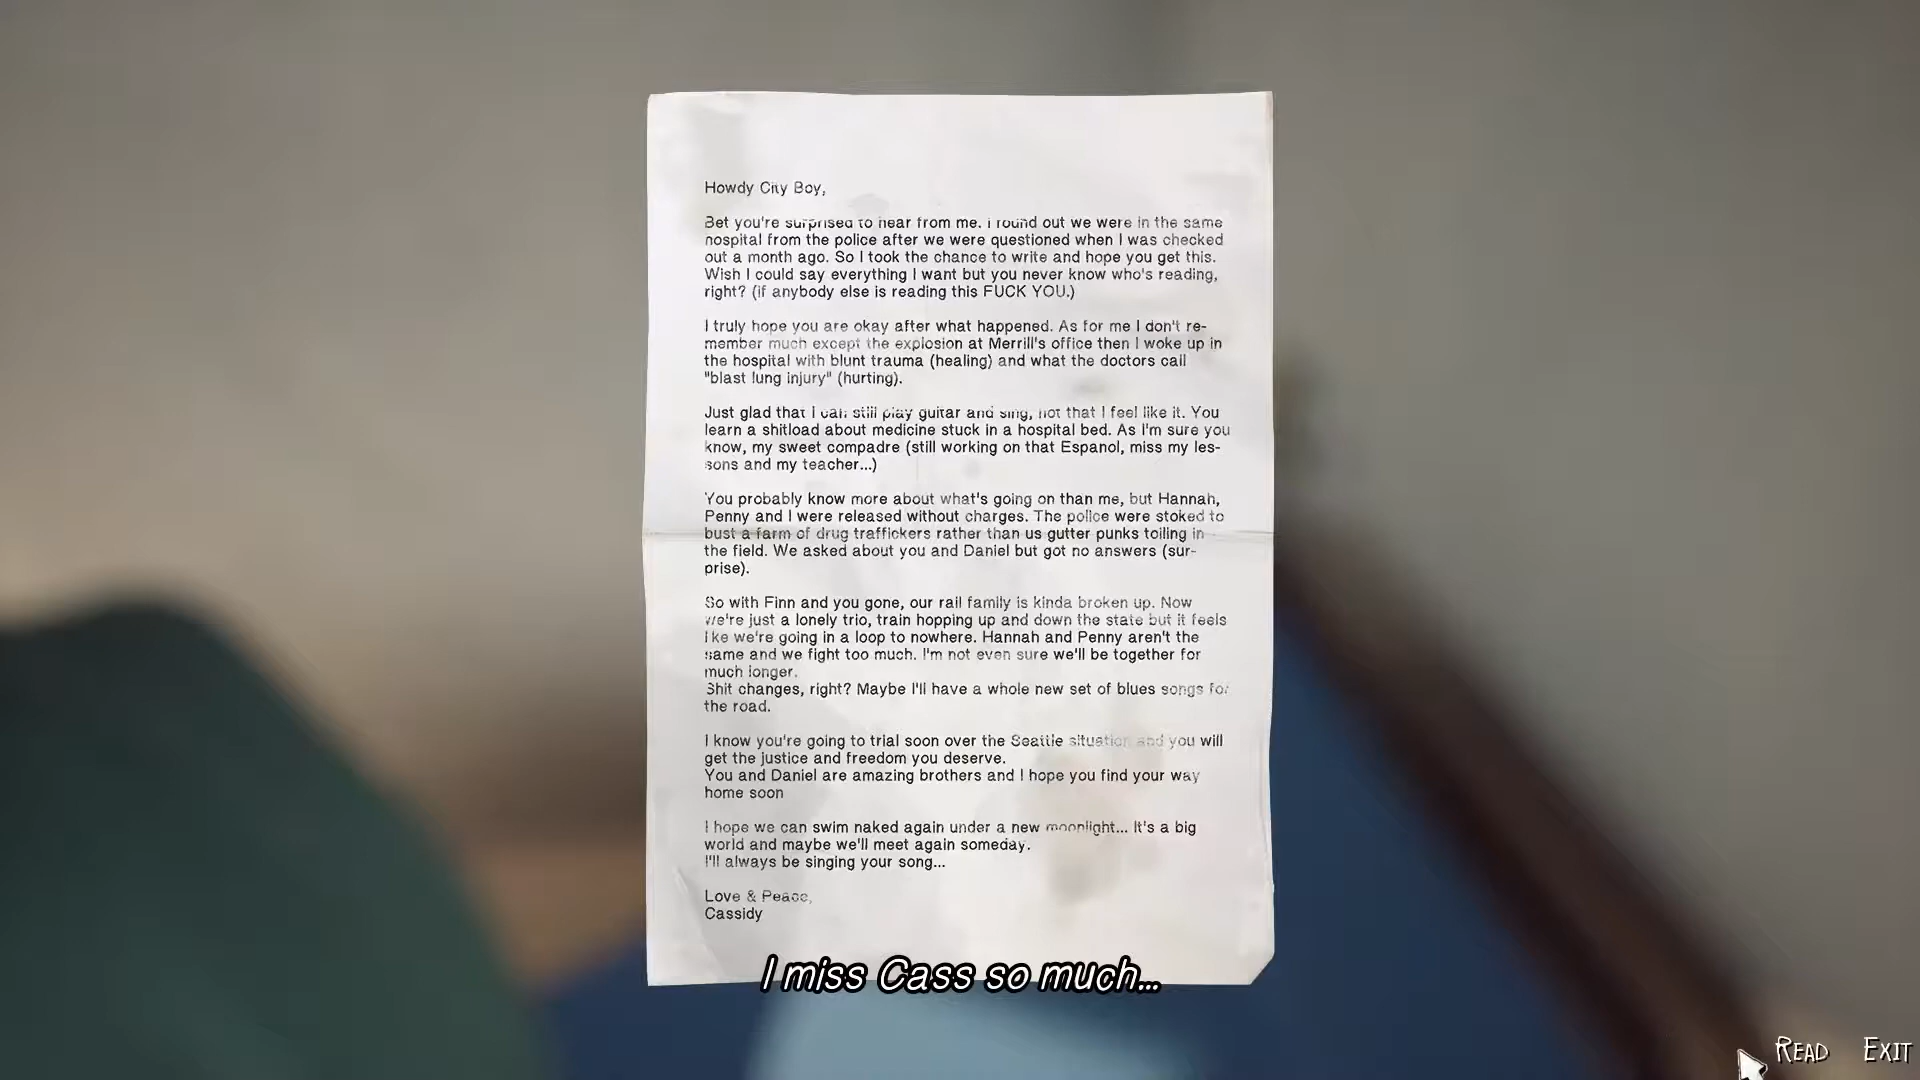 Howdy City Boy,
Bet you're surprised to hear from me. I found out we were in the same
hospital from the police after we were questioned when I was checked
out a month ago. So I took the chance to write and hope you get this.
Wish I could say everything I want but you never know who's reading,
right? (if anybody else is reading this FUCK YOU.)
I truly hope you are okay after what happened. As for me I don't re-
member much except the explosion at Merrill's office then I woke up in
the hospital with blunt trauma (healing) and what the doctors call
"blast lung injury" (hurting).
Just glad that I can still play guitar and sing, not that I feel like it. You
learn a shitload about medicine stuck in a hospital bed. As I'm sure you
know, my sweet compadre (still working on that Espanol, miss my les-
sons and my teacher...)
You probably know more about what's going on than me, but Hannah,
Penny and I were released without charges. The police were stoked to
bust a farm of drug traffickers rather than us gutter punks toiling in
the field. We asked about you and Daniel but got no answers (sur-
prise).
So with Finn and you gone, our rail family is kinda broken up. Now
we're just a lonely trio, train hopping up and down the state but it feels
like we're going in a loop to nowhere. Hannah and Penny aren't the
same and we fight too much. I'm not even sure we'll be together for
much longer.
Shit changes, right? Maybe I'll have a whole new set of blues songs for
the road.
I know you're going to trial soon over the Seattle situation and you will
get the justice and freedom you deserve.
You and Daniel are amazing brothers and I hope you find your way
home soon
I hope we can swim naked again under a new moonlight... It's a big
world and maybe we'll meet again someday.
I'll always be singing your song...
Love & Peace,
Cassidy
I miss Cass so much...
READ EXIT